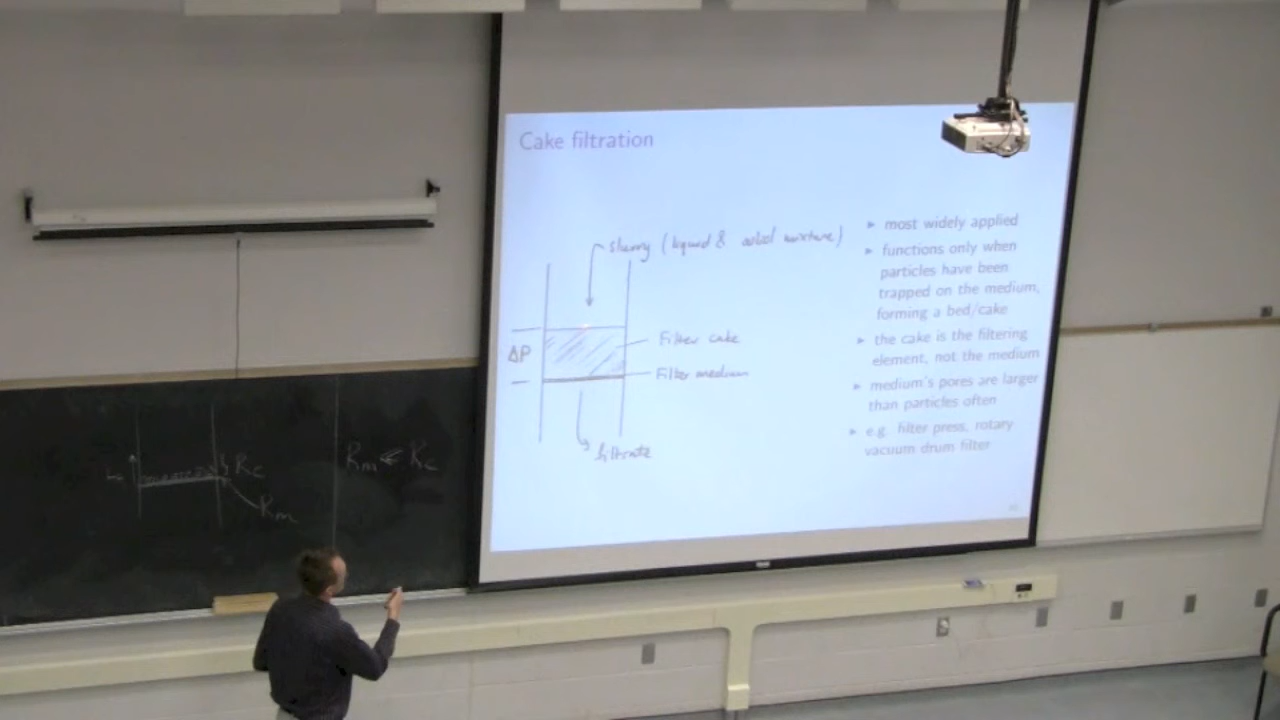 Cake filtration
slurry (liquid & solid mixture)
ΔP
Filter cake
Filter medium
filtrate
▸ most widely applied
▸ functions only when
particles have been
trapped on the medium,
forming a bed/cake
▸ the cake is the filtering
element, not the medium
▸ medium's pores are larger
than particles often
▸ e.g. filter press, rotary
vacuum drum filter
Rc
Rm
Rm << Rc